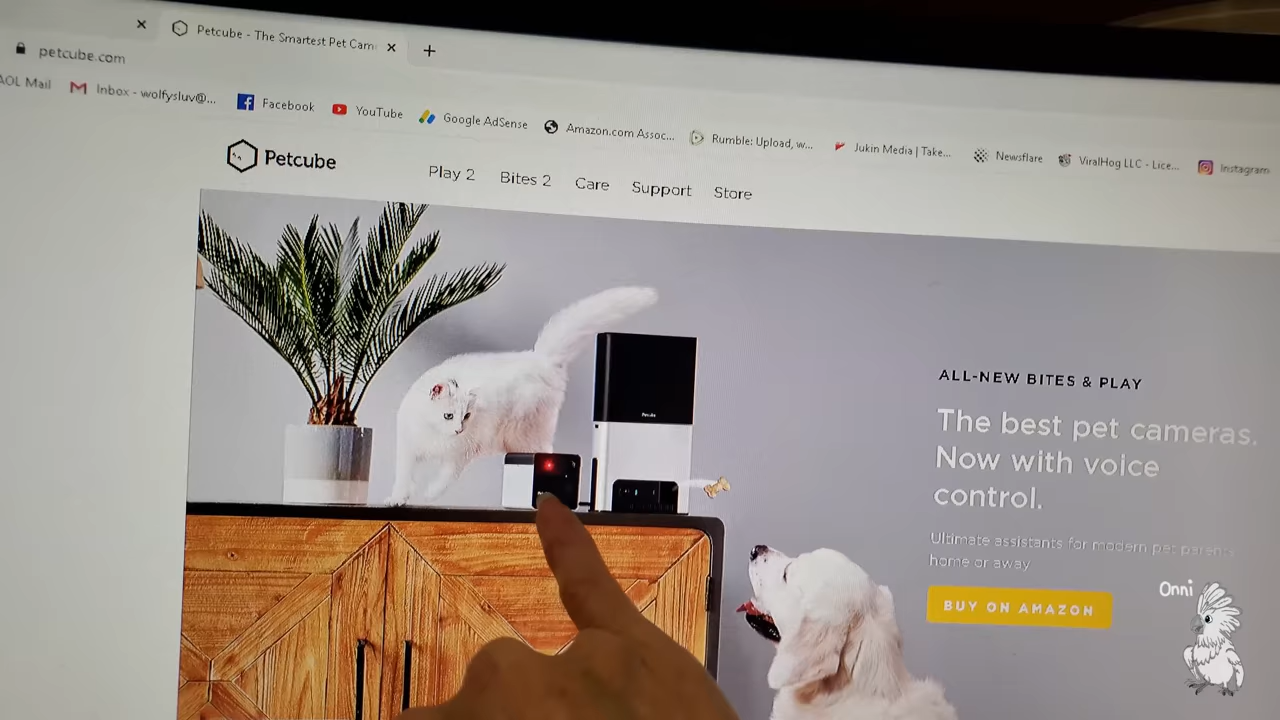 Petcube - The Smartest Pet Cam
petcube.com
AOL Mail Inbox - wolfysluv@... Facebook YouTube Google AdSense Amazon.com Assoc... Rumble: Upload, w... Jukin Media | Take... Newsflare ViralHog LLC - Lice... Instagram
Petcube Play 2 Bites 2 Care Support Store
Petcube
ALL-NEW BITES & PLAY
The best pet cameras.
Now with voice
control.
Ultimate assistants for modern pet parents
home or away
BUY ON AMAZON
Onni